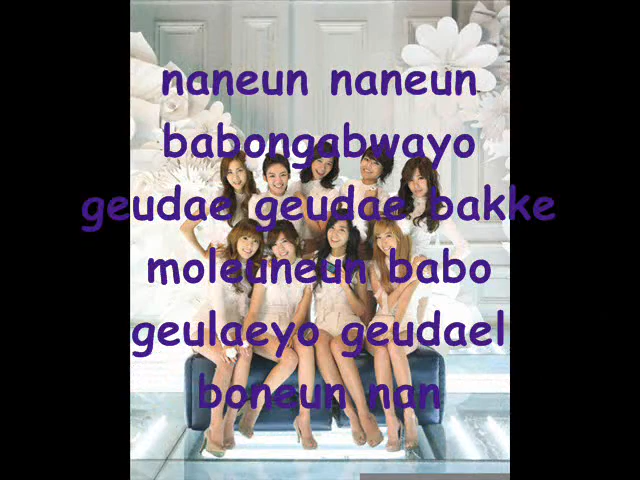 naneun naneun
babongabwayo
geudae geudae bakke
moleuneun babo
geulaeyo geudael
boneun nan